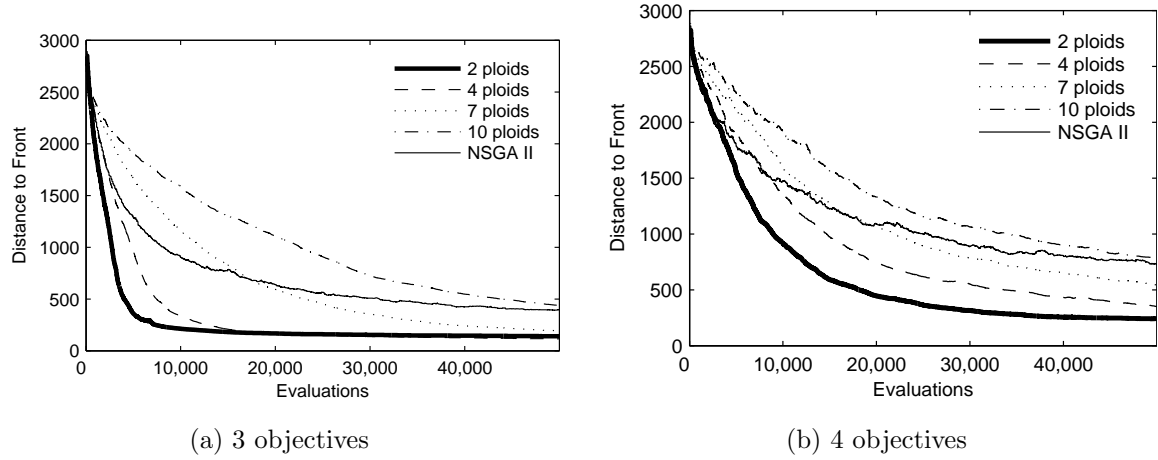 3000
2500
2000
1500
1000
500
0
Distance to Front
0
10,000
20,000
30,000
40,000
Evaluations
2 ploids
4 ploids
7 ploids
10 ploids
NSGA II
(a) 3 objectives
3000
2500
2000
1500
1000
500
0
Distance to Front
0
10,000
20,000
30,000
40,000
Evaluations
2 ploids
4 ploids
7 ploids
10 ploids
NSGA II
(b) 4 objectives